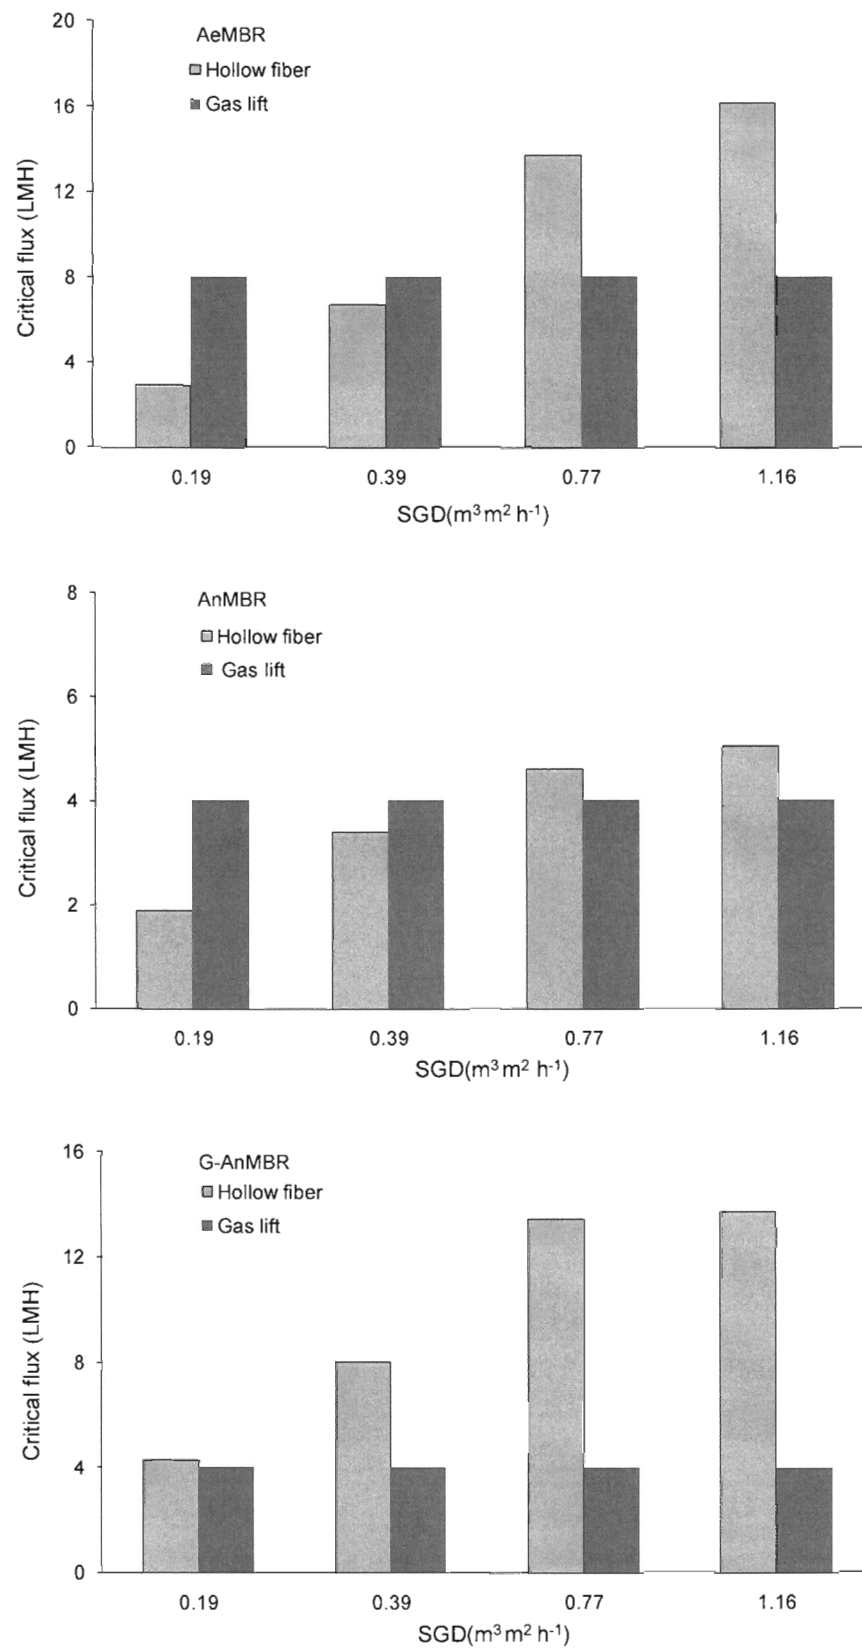 20
AeMBR
Hollow fiber
16
Gas lift
12
Critical flux (LMH)
8
4
0
0.19 0.39 0.77 1.16
SGD(m³ m² h⁻¹)
8
AnMBR
Hollow fiber
Gas lift
6
Critical flux (LMH)
4
2
0
0.19 0.39 0.77 1.16
SGD(m³ m² h⁻¹)
16
G-AnMBR
Hollow fiber
Gas lift
12
Critical flux (LMH)
8
4
0
0.19 0.39 0.77 1.16
SGD(m³ m² h⁻¹)